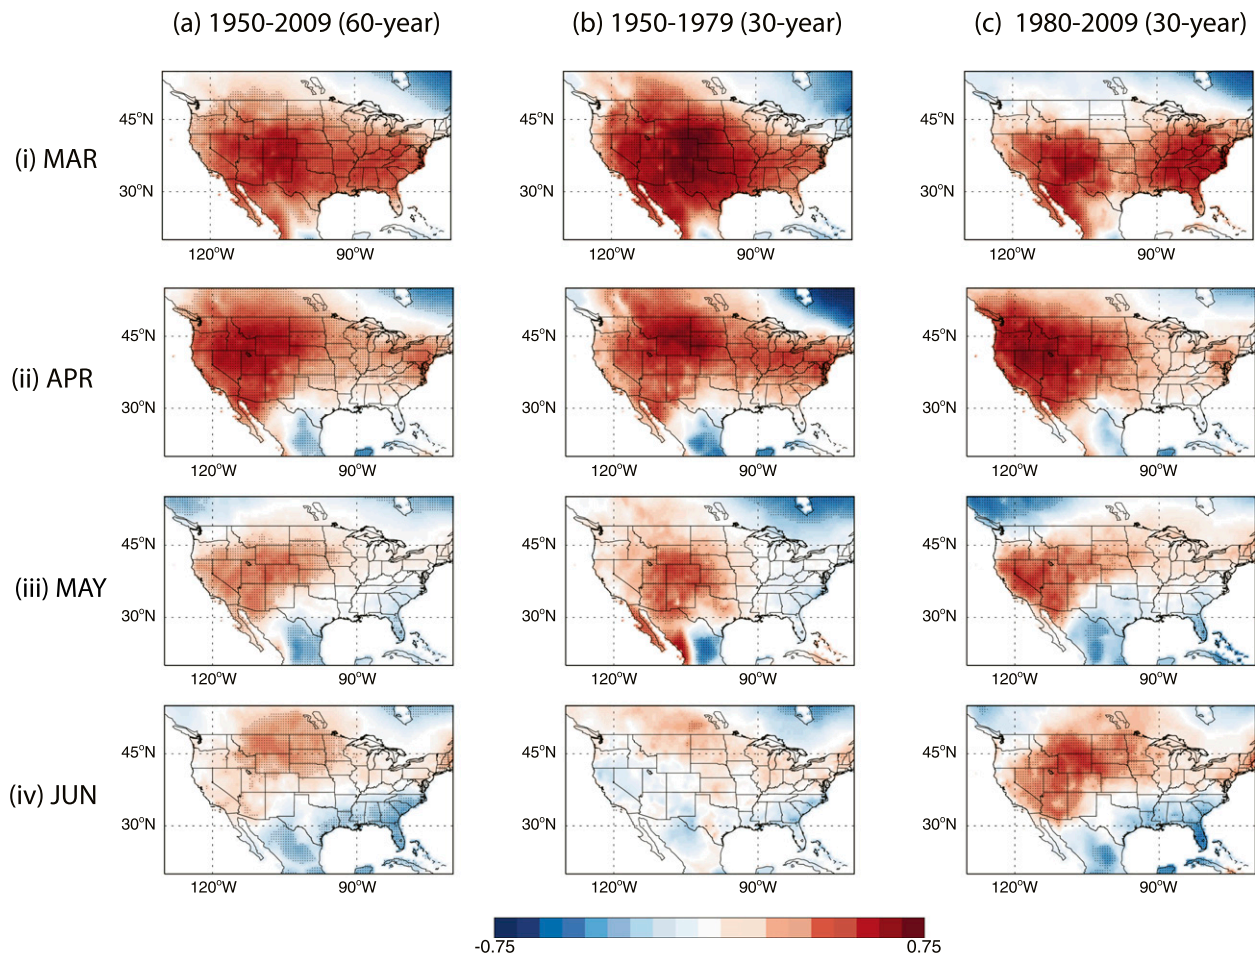 (a) 1950-2009 (60-year) (b) 1950-1979 (30-year) (c) 1980-2009 (30-year)
(i) MAR
45°N 45°N 45°N
30°N 30°N 30°N
120°W 90°W 120°W 90°W 120°W 90°W
(ii) APR
45°N 45°N 45°N
30°N 30°N 30°N
120°W 90°W 120°W 90°W 120°W 90°W
(iii) MAY
45°N 45°N 45°N
30°N 30°N 30°N
120°W 90°W 120°W 90°W 120°W 90°W
(iv) JUN
45°N 45°N 45°N
30°N 30°N 30°N
120°W 90°W 120°W 90°W 120°W 90°W
-0.75 0.75